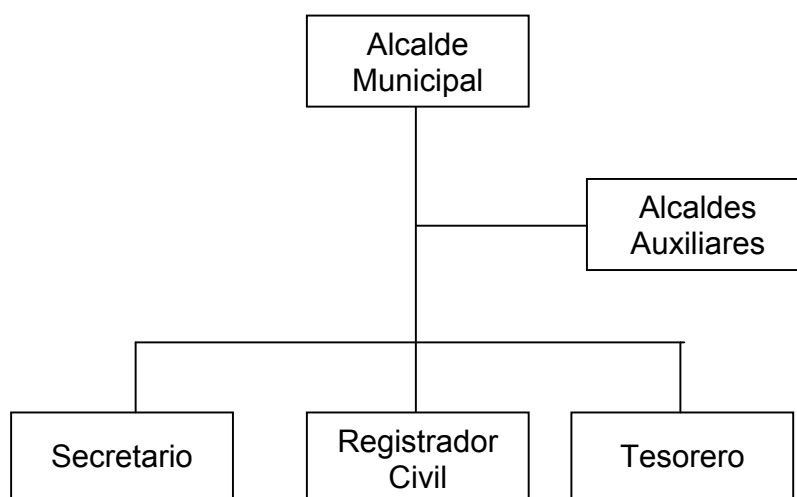 Alcalde
Municipal
Alcaldes
Auxiliares
Secretario
Registrador
Civil
Tesorero